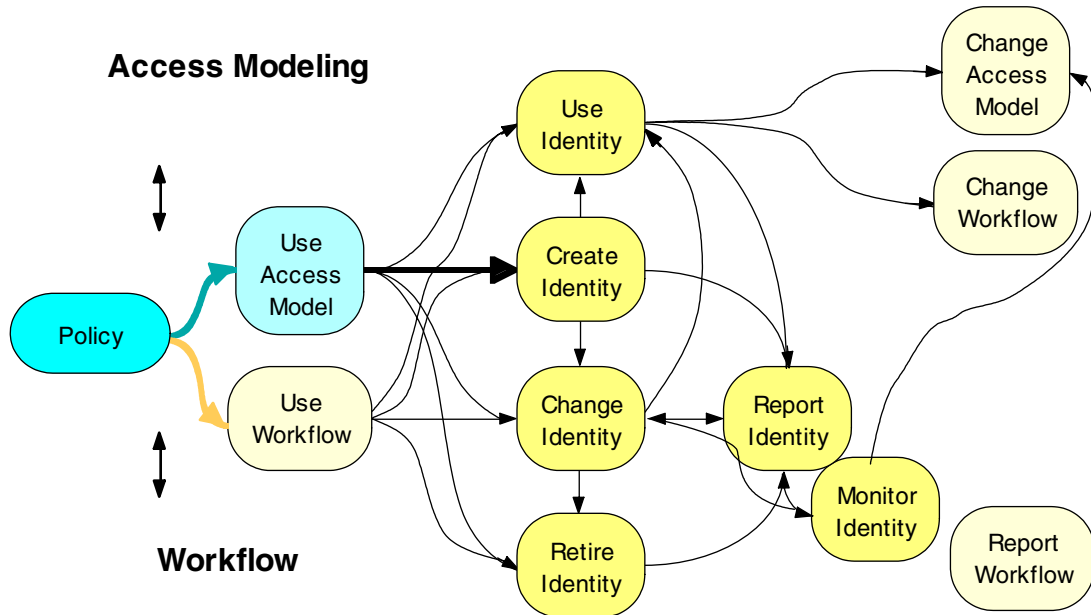 Access Modeling
Change
Access
Model
Use
Identity
Change
Workflow
Use
Access
Model
Create
Identity
Policy
Use
Workflow
Change
Identity
Report
Identity
Monitor
Identity
Workflow
Retire
Identity
Report
Workflow